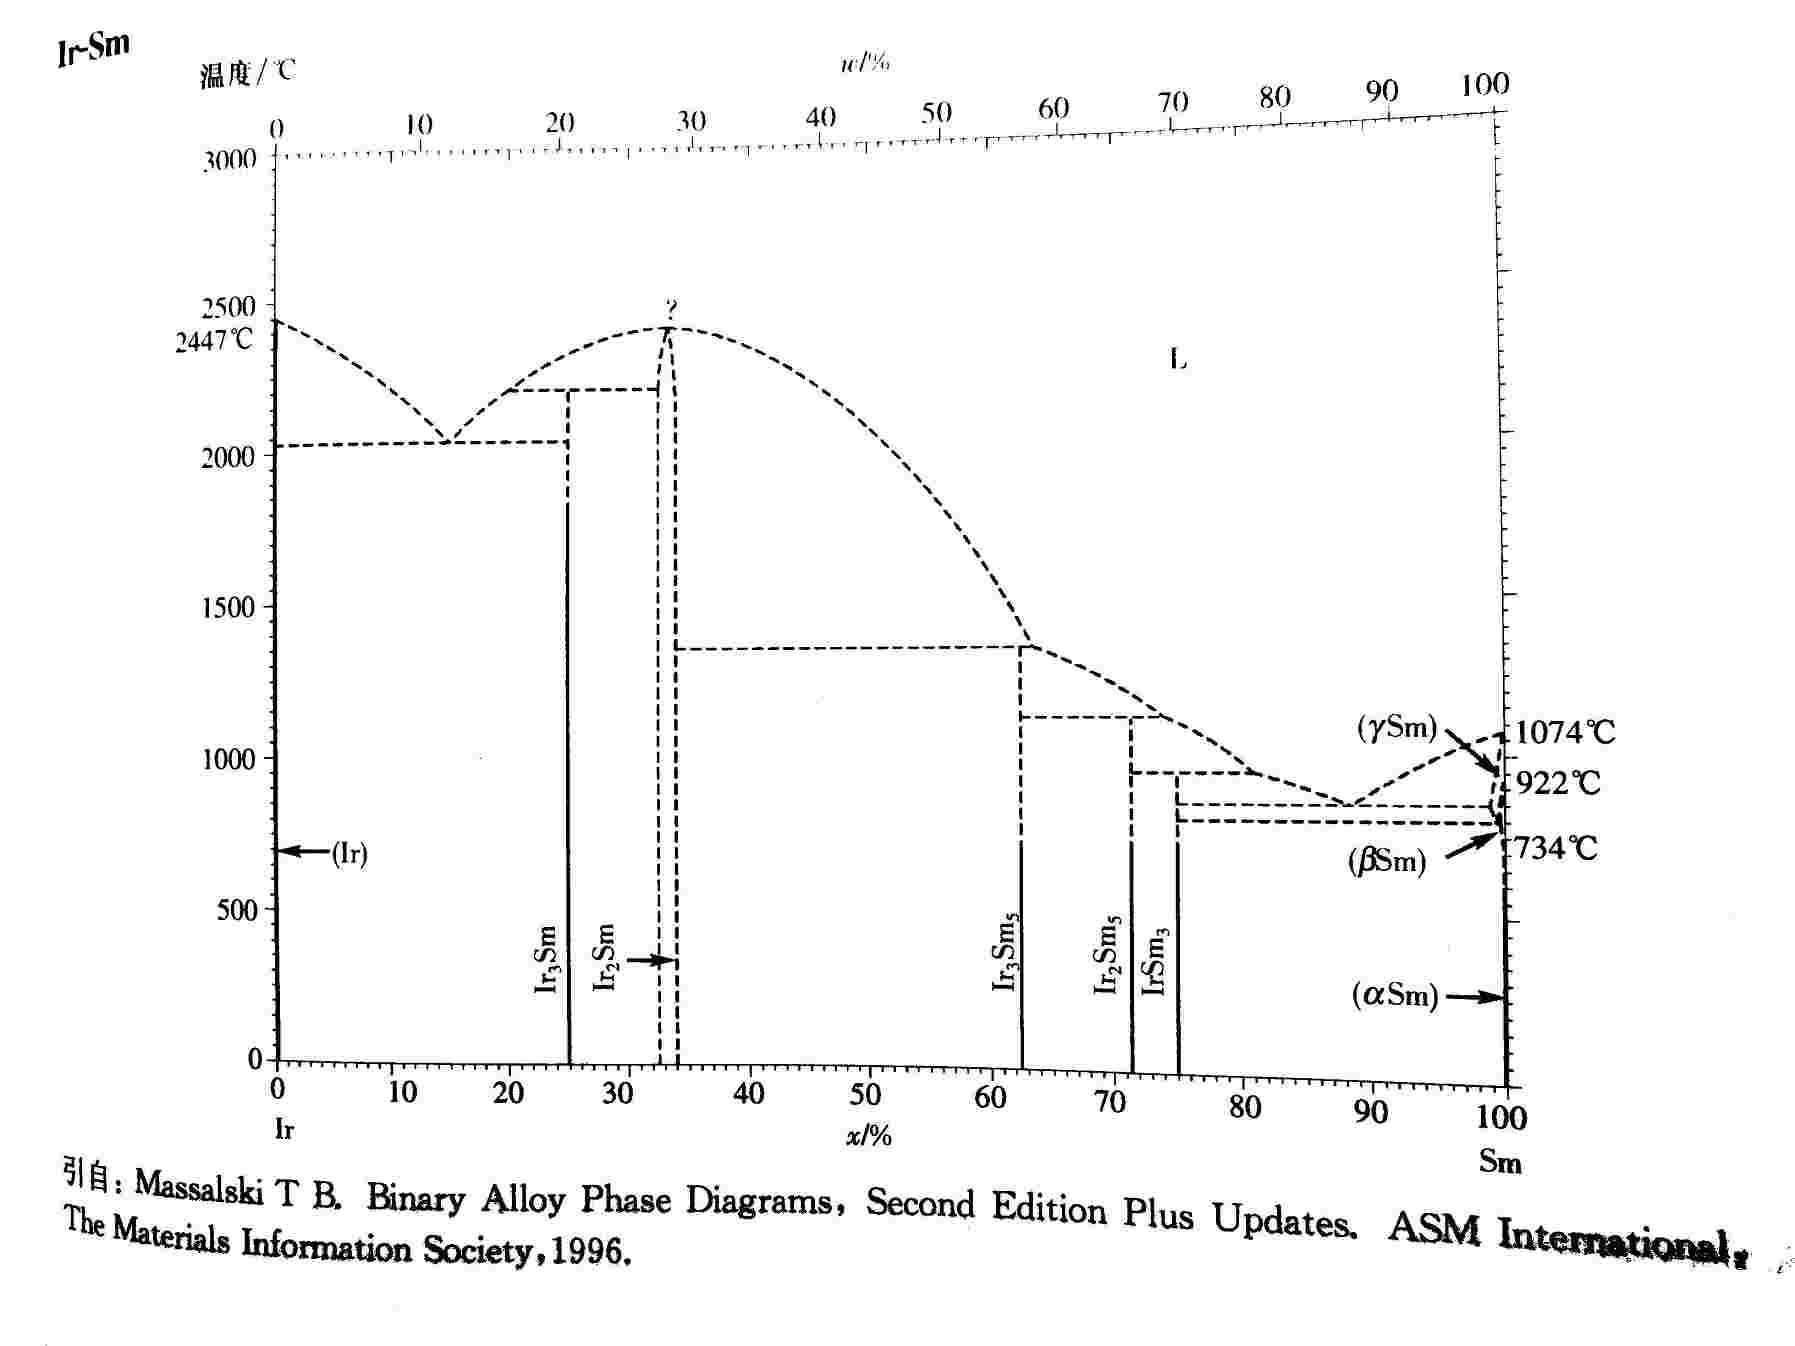 Ir-Sm
温度/℃
w/%
0 10 20 30 40 50 60 70 80 90 100
3000
2500
2447℃
2000
1500
1000
500
0
?
L
(γSm)
1074℃
922℃
(βSm)
734℃
(Ir)
(αSm)
Ir₃Sm
Ir₂Sm
Ir₃Sm₅
Ir₂Sm₅
IrSm₃
0 10 20 30 40 50 60 70 80 90 100
Ir
x/%
Sm
引自: Massalski T B. Binary Alloy Phase Diagrams, Second Edition Plus Updates. ASM International,
The Materials Information Society, 1996.